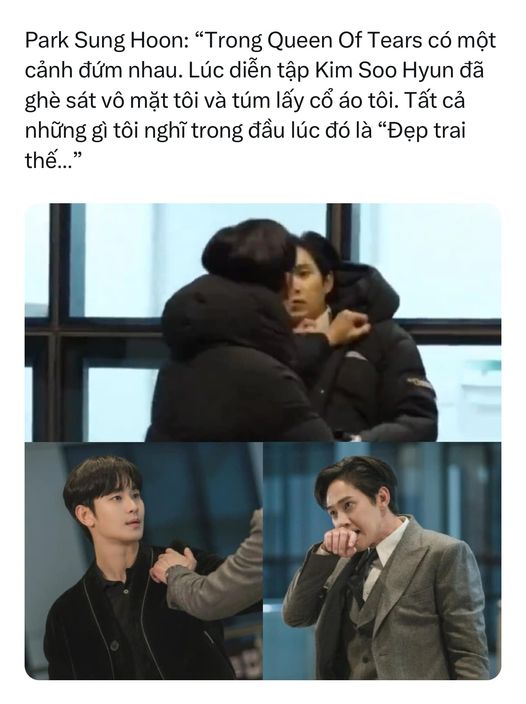 Park Sung Hoon: “Trong Queen Of Tears có một
cảnh đứm nhau. Lúc diễn tập Kim Soo Hyun đã
ghè sát vô mặt tôi và túm lấy cổ áo tôi. Tất cả
những gì tôi nghĩ trong đầu lúc đó là “Đẹp trai
thế...”